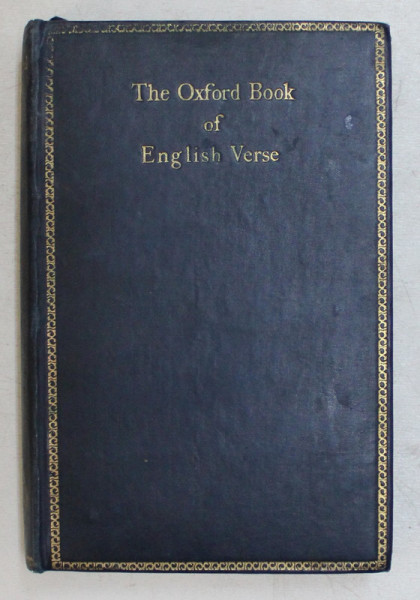 The Oxford Book
of
English Verse